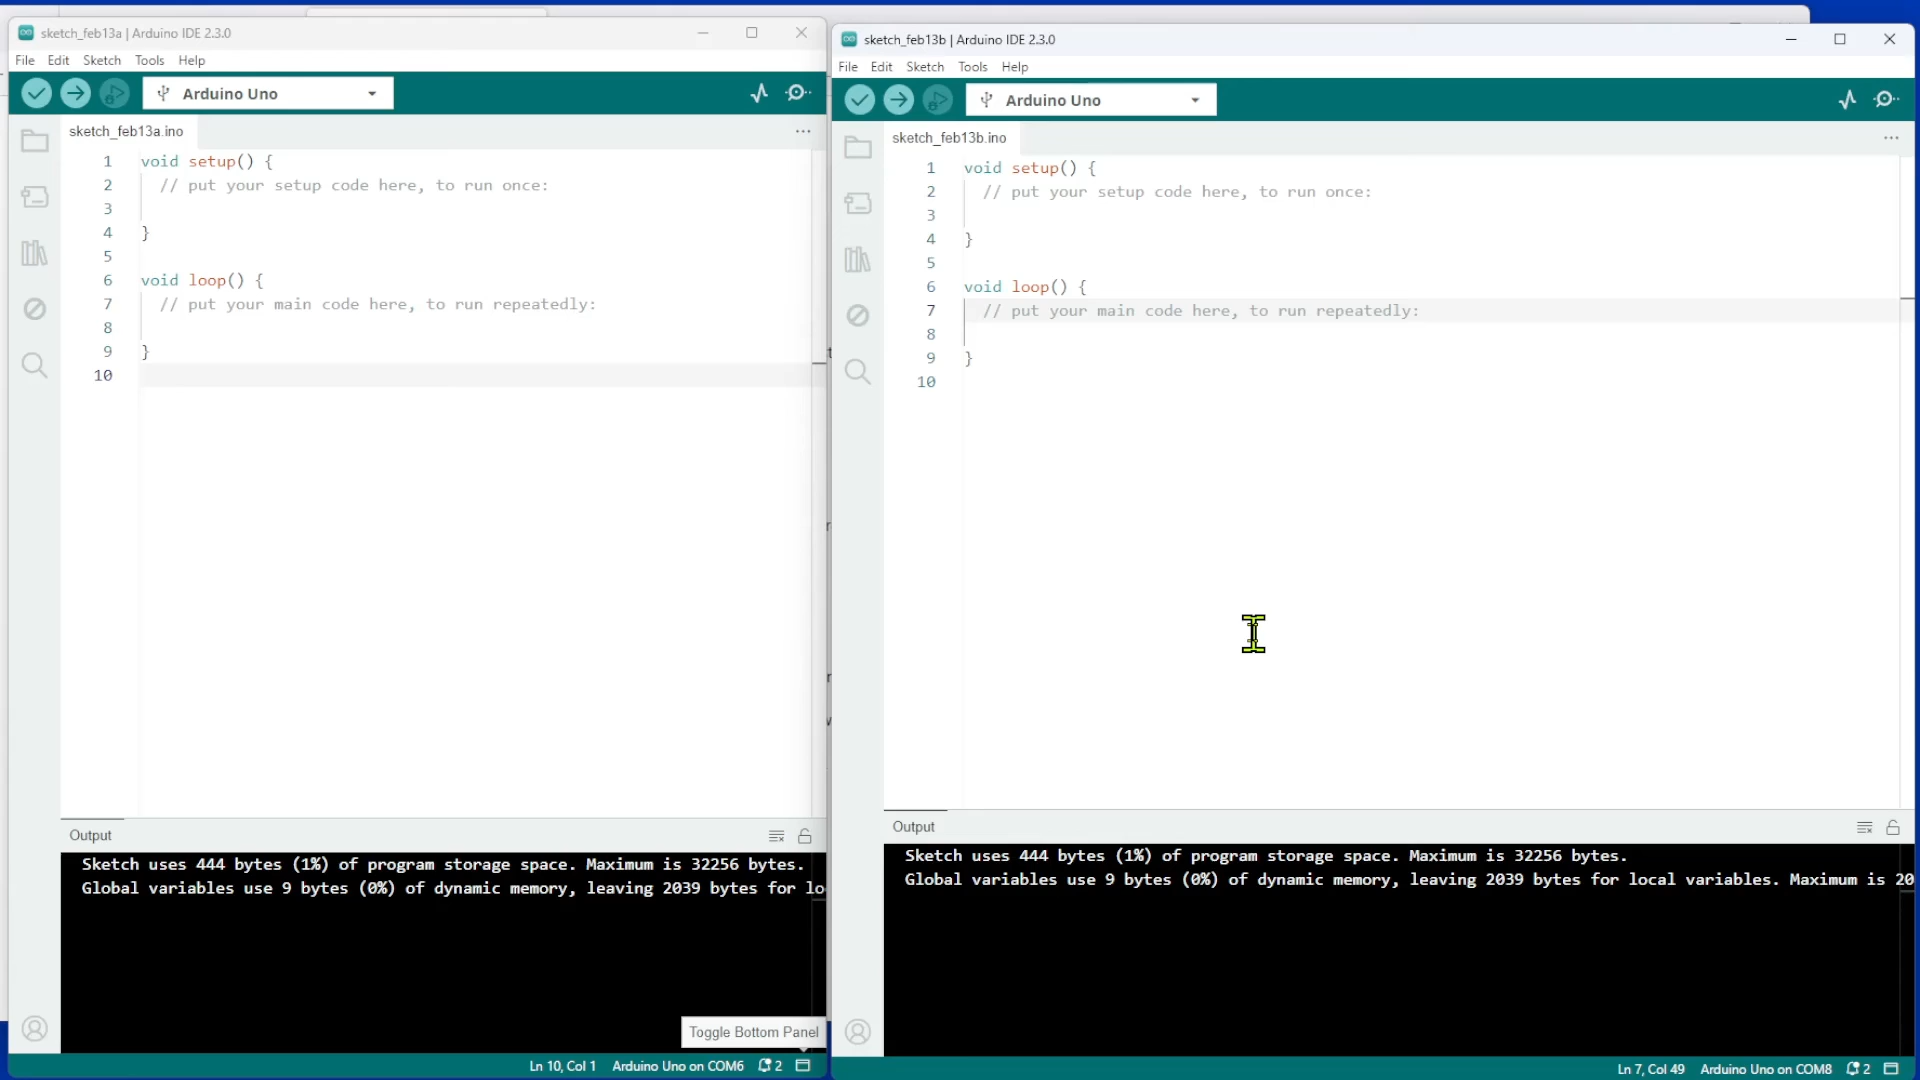 sketch_feb13a | Arduino IDE 2.3.0
File Edit Sketch Tools Help
Arduino Uno
sketch_feb13a.ino
1 void setup() {
2 // put your setup code here, to run once:
3
4 }
5
6 void loop() {
7 // put your main code here, to run repeatedly:
8
9 }
10
Output
Sketch uses 444 bytes (1%) of program storage space. Maximum is 32256 bytes.
Global variables use 9 bytes (0%) of dynamic memory, leaving 2039 bytes for lo
Toggle Bottom Panel
Ln 10, Col 1 Arduino Uno on COM6 2
sketch_feb13b | Arduino IDE 2.3.0
File Edit Sketch Tools Help
Arduino Uno
sketch_feb13b.ino
1 void setup() {
2 // put your setup code here, to run once:
3
4 }
5
6 void loop() {
7 // put your main code here, to run repeatedly:
8
9 }
10
Output
Sketch uses 444 bytes (1%) of program storage space. Maximum is 32256 bytes.
Global variables use 9 bytes (0%) of dynamic memory, leaving 2039 bytes for local variables. Maximum is 20
Ln 7, Col 49 Arduino Uno on COM8 2